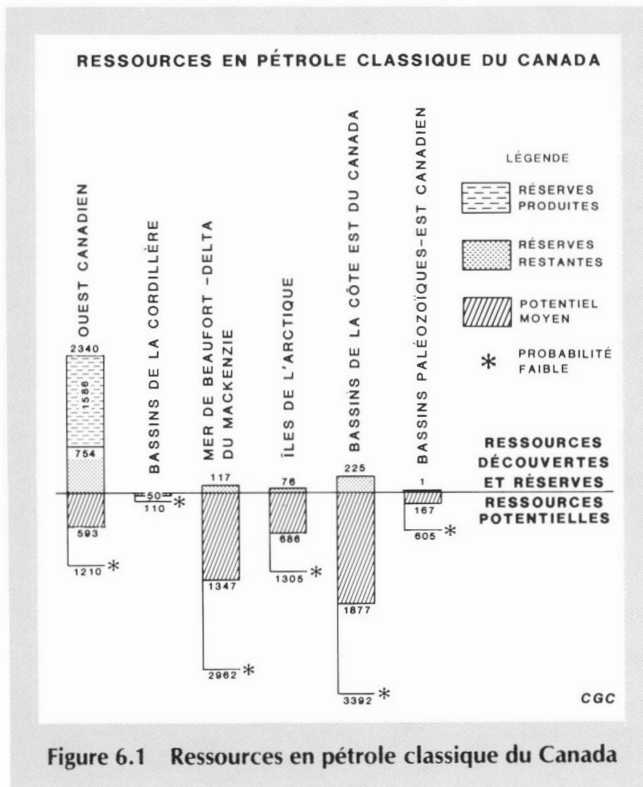 RESSOURCES EN PÉTROLE CLASSIQUE DU CANADA
OUEST CANADIEN
BASSINS DE LA CORDILLÈRE
MER DE BEAUFORT -DELTA
DU MACKENZIE
ÎLES DE L'ARCTIQUE
BASSINS DE LA CÔTE EST DU CANADA
BASSINS PALÉOZOÏQUES-EST CANADIEN
LÉGENDE
RÉSERVES
PRODUITES
RÉSERVES
RESTANTES
POTENTIEL
MOYEN
* PROBABILITÉ
FAIBLE
2340
1586
754
117
76
225
1
RESSOURCES
DÉCOUVERTES
ET RÉSERVES
RESSOURCES
POTENTIELLES
593
1210 *
50
110 *
1347
2962 *
686
1305 *
1877
3392 *
167
605 *
CGC
Figure 6.1 Ressources en pétrole classique du Canada